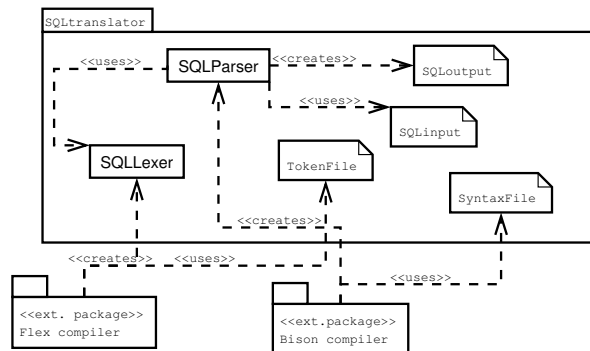 SQLtranslator
<<uses>>
SQLParser
<<creates>>
SQLoutput
<<uses>>
SQLinput
SQLLexer
TokenFile
SyntaxFile
<<creates>>
<<creates>>
<<uses>>
<<uses>>
<<ext. package>>
Flex compiler
<<ext.package>>
Bison compiler